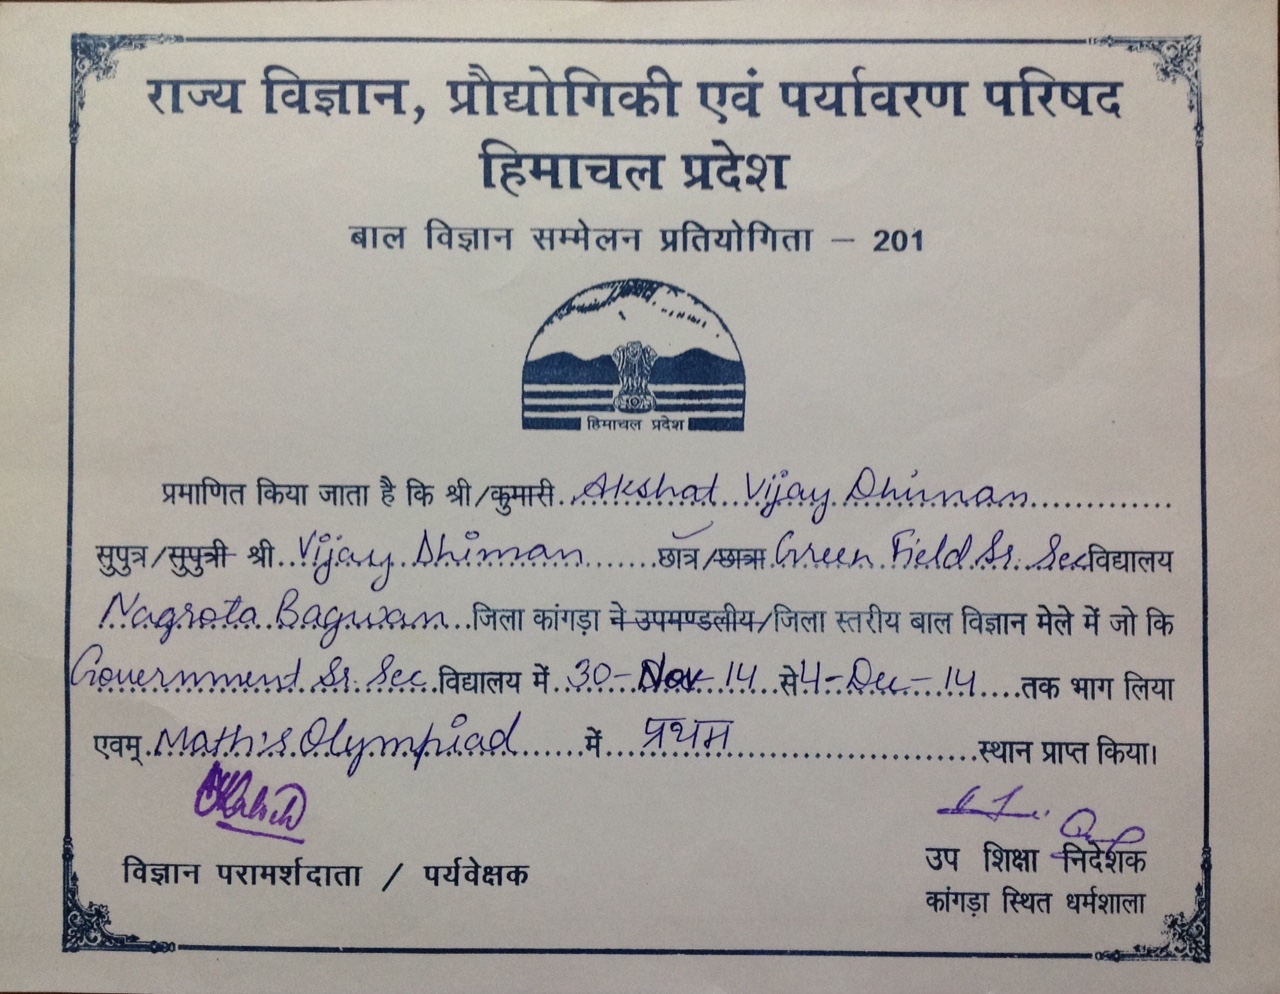 राज्य विज्ञान, प्रौद्योगिकी एवं पर्यावरण परिषद
हिमाचल प्रदेश
बाल विज्ञान सम्मेलन प्रतियोगिता – 201
हिमाचल प्रदेश
प्रमाणित किया जाता है कि श्री/कुमारी Akshat Vijay Dhiman
सुपुत्र/सुपुत्री श्री Vijay Dhiman छात्र/छात्रा Green Field Sr. Sec विद्यालय
Nagrota Bagwan जिला कांगड़ा ने उपमण्डलीय/जिला स्तरीय बाल विज्ञान मेले में जो कि
Government Sr. Sec. विद्यालय में 30-Nov-14 से 4-Dec-14 तक भाग लिया
एवम् Math's Olympiad में प्रथम स्थान प्राप्त किया।
विज्ञान परामर्शदाता / पर्यवेक्षक
उप शिक्षा निदेशक
कांगड़ा स्थित धर्मशाला